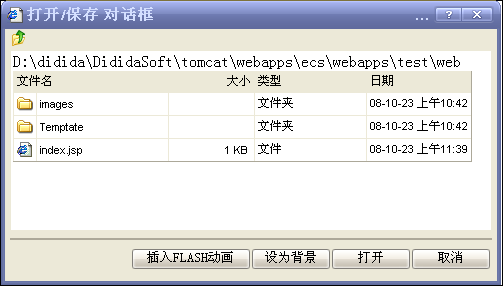 打开/保存 对话框
D:\didida\DididaSoft\tomcat\webapps\ecs\webapps\test\web
文件名 大小 类型 日期
images 文件夹 08-10-23 上午10:42
Template 文件夹 08-10-23 上午10:42
index.jsp 1 KB 文件 08-10-23 上午11:39
插入FLASH动画 设为背景 打开 取消